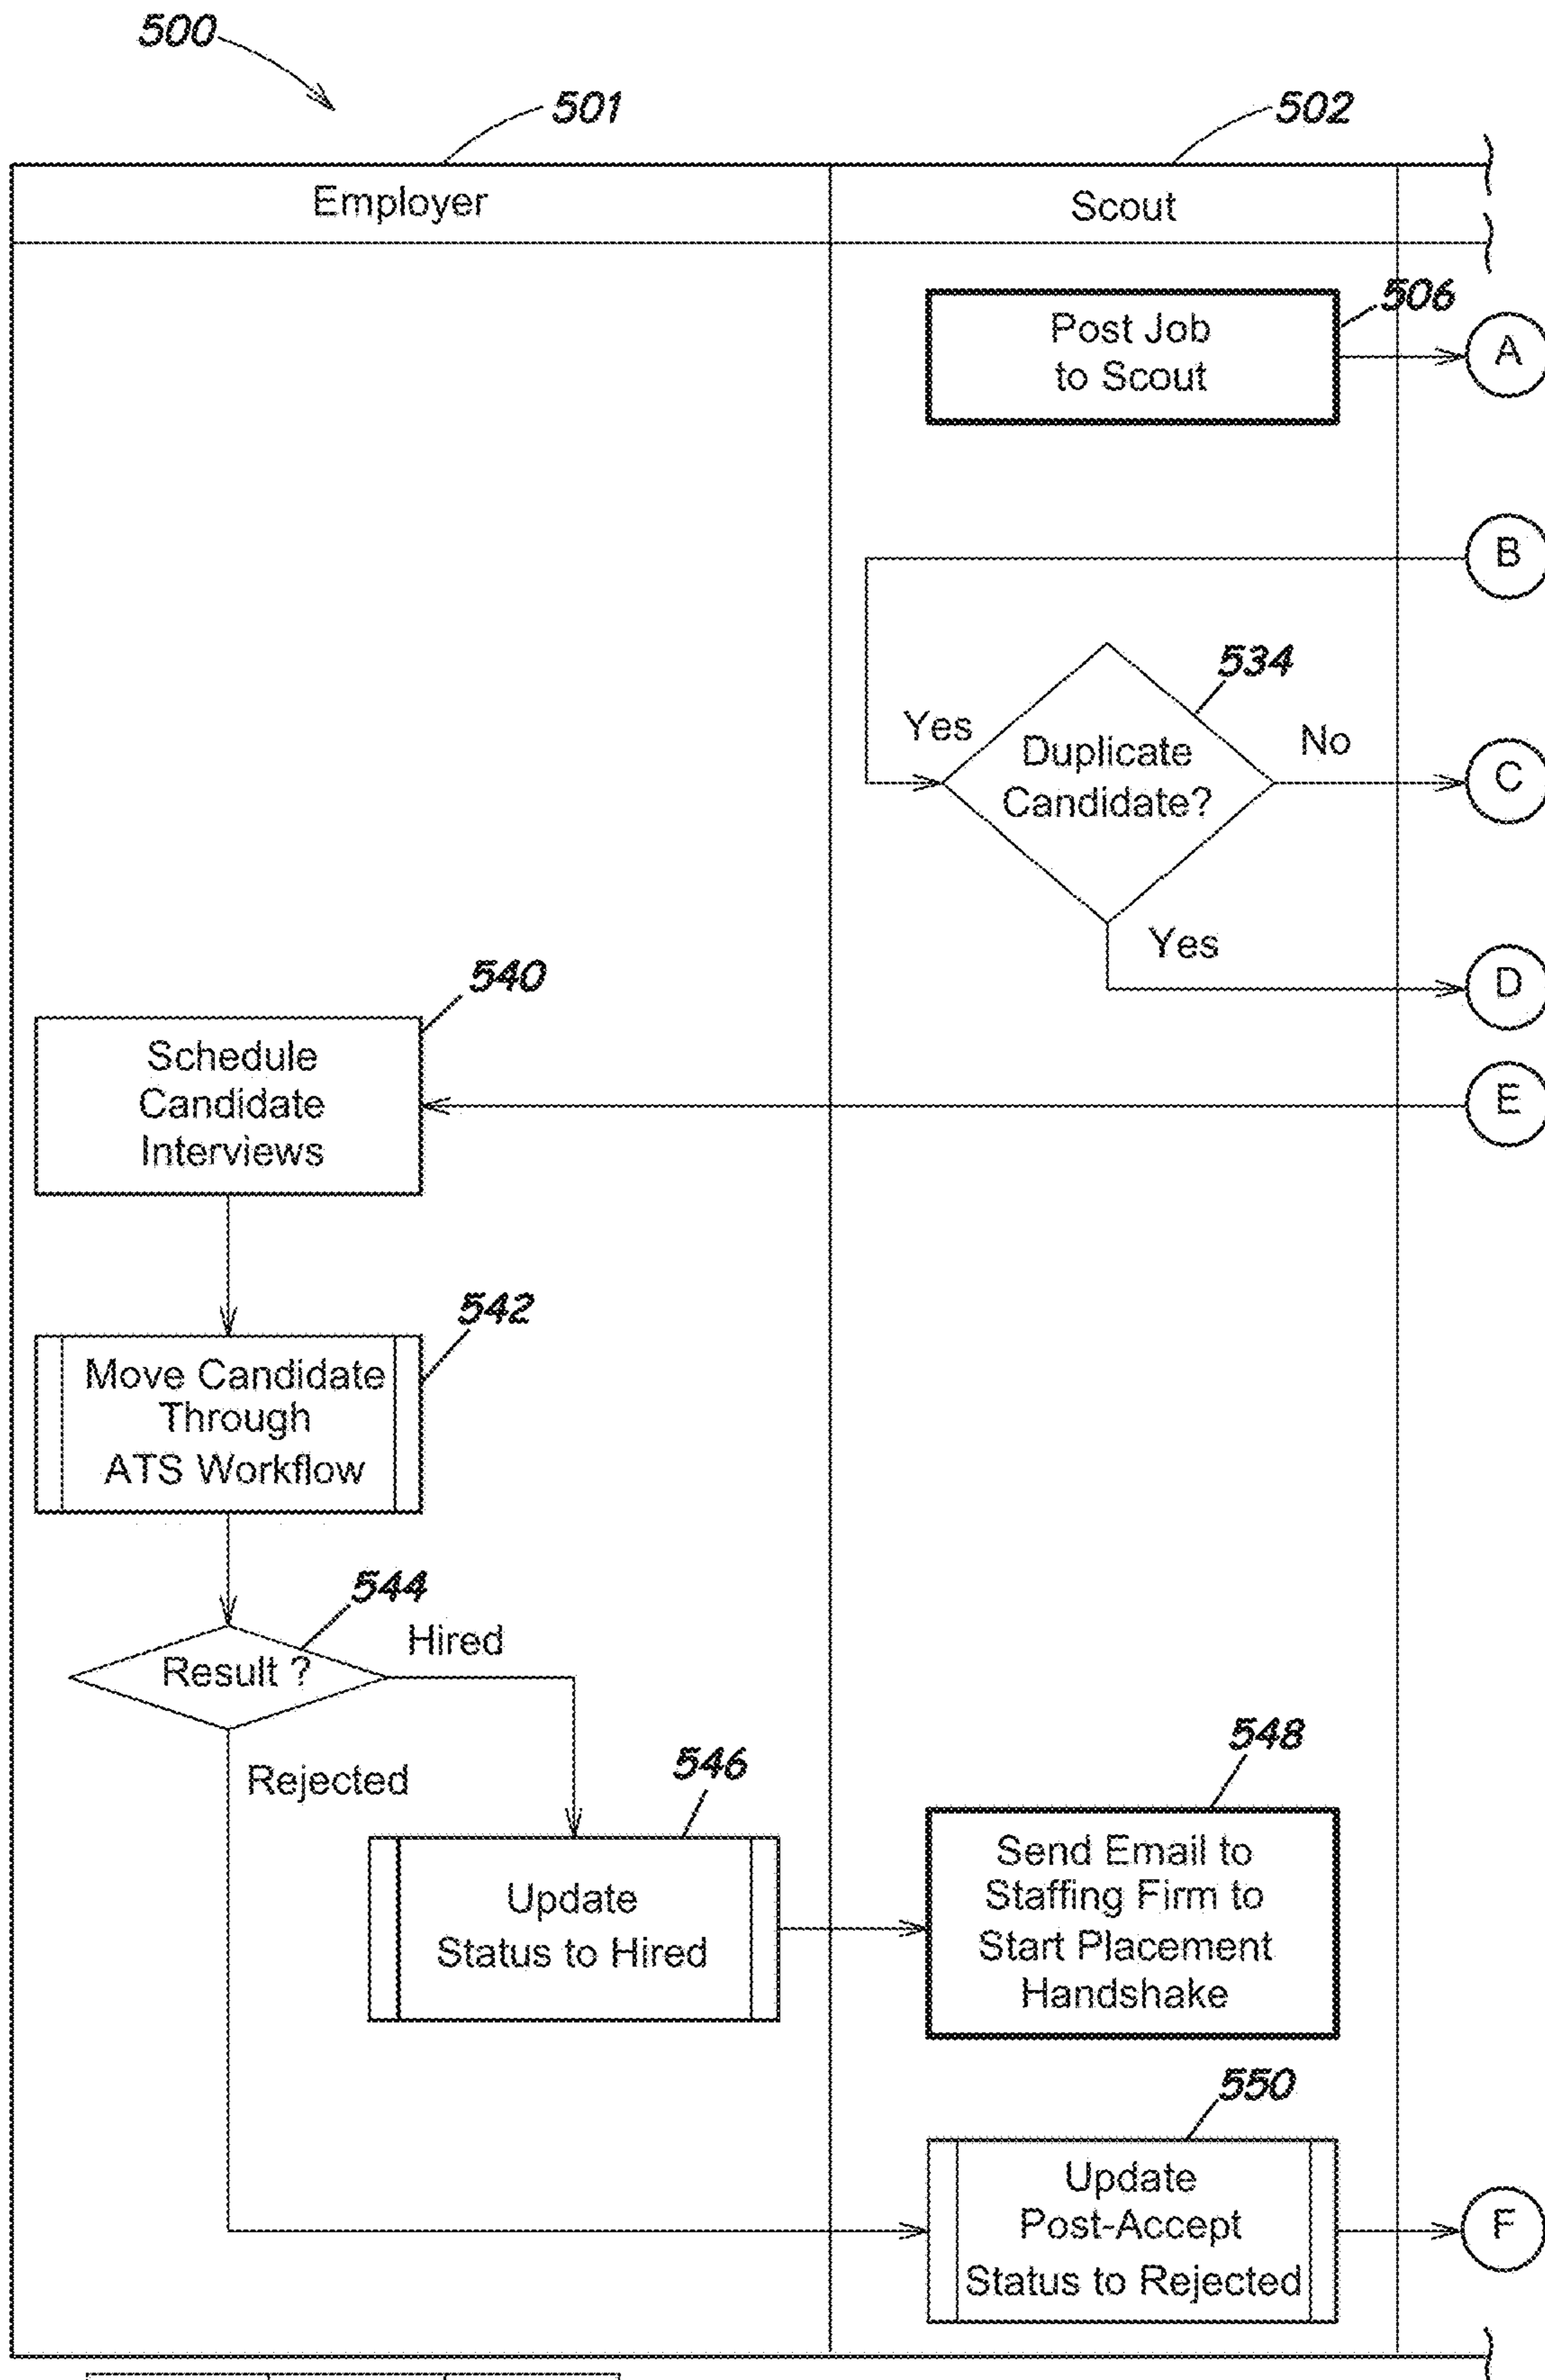 500
501
502
Employer
Scout
506
Post Job
to Scout
A
B
534
Yes
Duplicate
Candidate?
No
C
Yes
D
540
Schedule
Candidate
Interviews
E
542
Move Candidate
Through
ATS Workflow
544
Result ?
Hired
Rejected
546
Update
Status to Hired
548
Send Email to
Staffing Firm to
Start Placement
Handshake
550
Update
Post-Accept
Status to Rejected
F